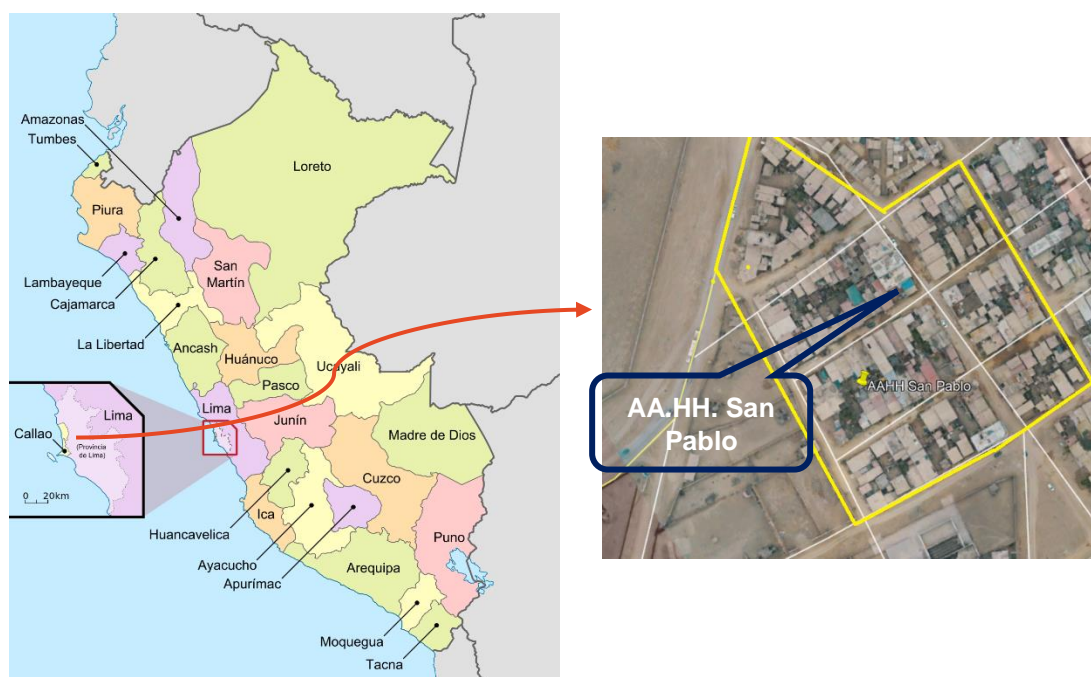 Amazonas
Tumbes
Loreto
Piura
San
Martín
Lambayeque
Cajamarca
La Libertad
Ancash
Huánuco
Ucayali
Pasco
Lima
Junín
Madre de Dios
Lima
Callao
(Provincia
de Lima)
0 20km
Cuzco
Huancavelica
Ica
Ayacucho
Apurímac
Puno
Arequipa
Moquegua
Tacna
AAHH San Pablo
AA.HH. San
Pablo